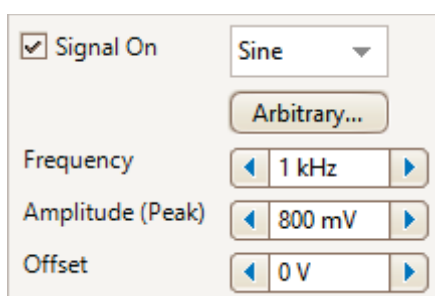 Signal On Sine
Arbitrary...
Frequency 1 kHz
Amplitude (Peak) 800 mV
Offset 0 V